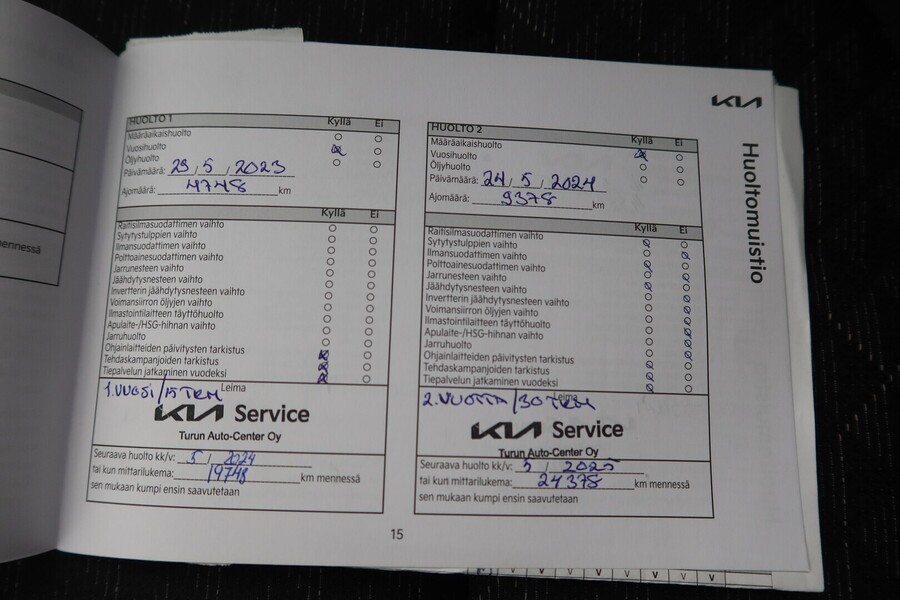 mennessä
KIA
Huoltomuistio
HUOLTO 1 Kyllä Ei
Määräaikaishuolto
Vuosihuolto
Öljyhuolto
Päivämäärä: 29, 5, 2023
Ajomäärä: 4748 km
Kyllä Ei
Raitisilmasuodattimen vaihto
Sytytystulppien vaihto
Ilmansuodattimen vaihto
Polttoainesuodattimen vaihto
Jarrunesteen vaihto
Jäähdytysnesteen vaihto
Invertterin jäähdytysnesteen vaihto
Voimansiirron öljyjen vaihto
Ilmastointilaitteen täyttöhuolto
Apulaite-/HSG-hihnan vaihto
Jarruhuolto
Ohjainlaitteiden päivitysten tarkistus
Tehdaskampanjoiden tarkistus
Tiepalvelun jatkaminen vuodeksi
Leima
1.VUOSI/15TKM
KIA Service
Turun Auto-Center Oy
Seuraava huolto kk/v: 5 / 2024
tai kun mittarilukema: 19748 km mennessä
sen mukaan kumpi ensin saavutetaan
HUOLTO 2 Kyllä Ei
Määräaikaishuolto
Vuosihuolto
Öljyhuolto
Päivämäärä: 24, 5, 2024
Ajomäärä: 9378 km
Kyllä Ei
Raitisilmasuodattimen vaihto
Sytytystulppien vaihto
Ilmansuodattimen vaihto
Polttoainesuodattimen vaihto
Jarrunesteen vaihto
Jäähdytysnesteen vaihto
Invertterin jäähdytysnesteen vaihto
Voimansiirron öljyjen vaihto
Ilmastointilaitteen täyttöhuolto
Apulaite-/HSG-hihnan vaihto
Jarruhuolto
Ohjainlaitteiden päivitysten tarkistus
Tehdaskampanjoiden tarkistus
Tiepalvelun jatkaminen vuodeksi
Leima
2.VUOTTA/30TKM
KIA Service
Turun Auto-Center Oy
Seuraava huolto kk/v: 5 / 2025
tai kun mittarilukema: 24378 km mennessä
sen mukaan kumpi ensin saavutetaan
15
V V V V V V V V